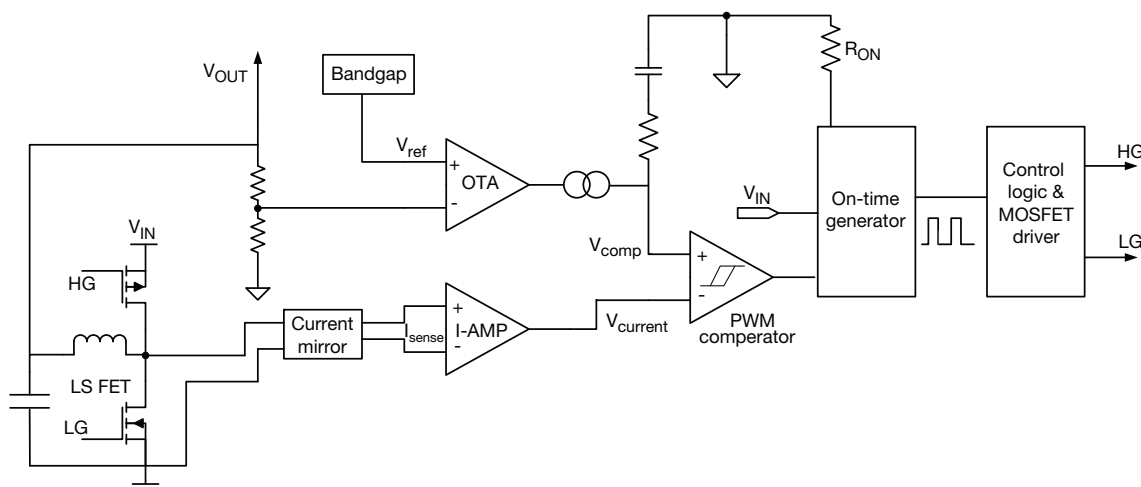 VOUT
Bandgap
RON
Vref
+
OTA
-
VIN
HG
VIN
On-time
generator
Control
logic &
MOSFET
driver
HG
LG
Vcomp
+
-
PWM
comperator
Current
mirror
Isense
+
I-AMP
-
Vcurrent
LS FET
LG